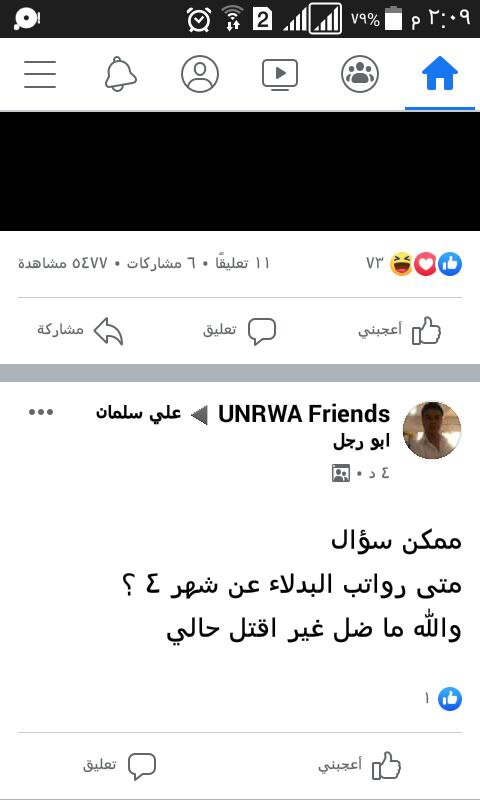 ٢:٠٩ م ٧٩% 2
٧٣
١١ تعليقًا • ٦ مشاركات • ٥٤٧٧ مشاهدة
أعجبني تعليق مشاركة
علي سلمان ◀ UNRWA Friends
ابو رجل
٤ د •
ممكن سؤال
متى رواتب البدلاء عن شهر ٤ ؟
والله ما ضل غير اقتل حالي
١
أعجبني تعليق